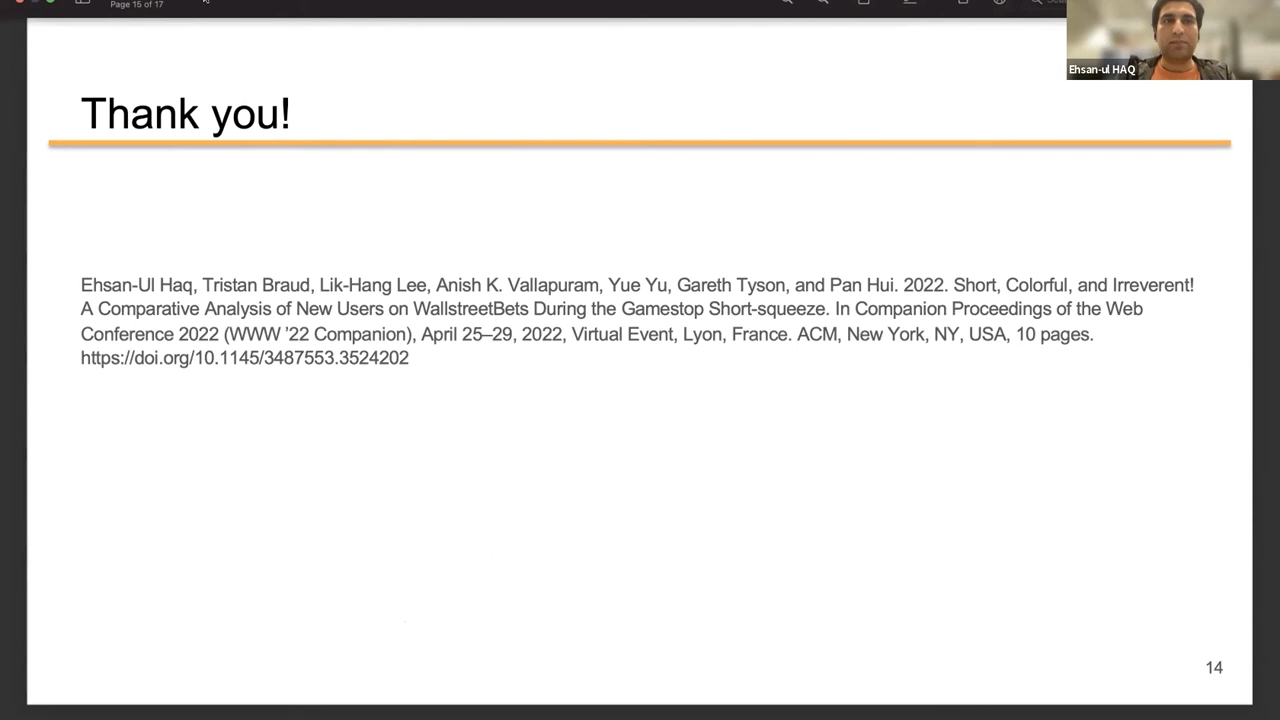 Page 15 of 17
Ehsan-ul HAQ
Thank you!
Ehsan-Ul Haq, Tristan Braud, Lik-Hang Lee, Anish K. Vallapuram, Yue Yu, Gareth Tyson, and Pan Hui. 2022. Short, Colorful, and Irreverent!
A Comparative Analysis of New Users on WallstreetBets During the Gamestop Short-squeeze. In Companion Proceedings of the Web
Conference 2022 (WWW ’22 Companion), April 25–29, 2022, Virtual Event, Lyon, France. ACM, New York, NY, USA, 10 pages.
https://doi.org/10.1145/3487553.3524202
14